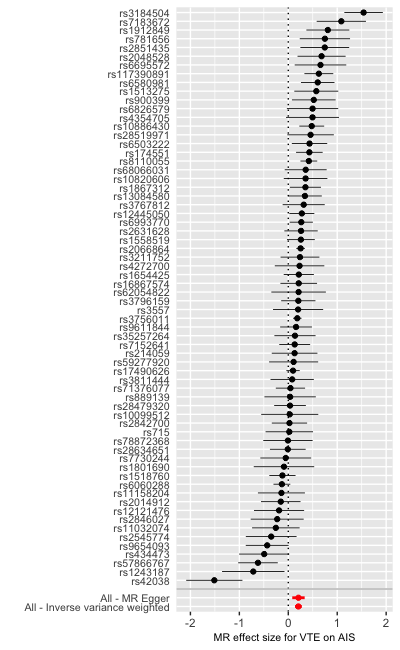 rs3184504
rs7183672
rs1912849
rs781656
rs2851435
rs2048528
rs6695572
rs117390891
rs6580981
rs1513275
rs900399
rs6826579
rs4354705
rs10886430
rs28519971
rs6503222
rs174551
rs8110055
rs68066031
rs10820606
rs1867312
rs13084580
rs3767812
rs12445050
rs6993770
rs2631628
rs1558519
rs2066864
rs3211752
rs4272700
rs1654425
rs16867574
rs62054822
rs3796159
rs3557
rs3756011
rs9611844
rs35257264
rs7152641
rs214059
rs59277920
rs17490626
rs3811444
rs71376077
rs889139
rs28479320
rs10099512
rs2842700
rs715
rs78872368
rs28634651
rs7730244
rs1801690
rs1518760
rs6060288
rs11158204
rs2014912
rs12121476
rs2846027
rs11032074
rs2545774
rs9654093
rs434473
rs57866767
rs1243187
rs42038
All - MR Egger
All - Inverse variance weighted
-2 -1 0 1 2
MR effect size for VTE on AIS